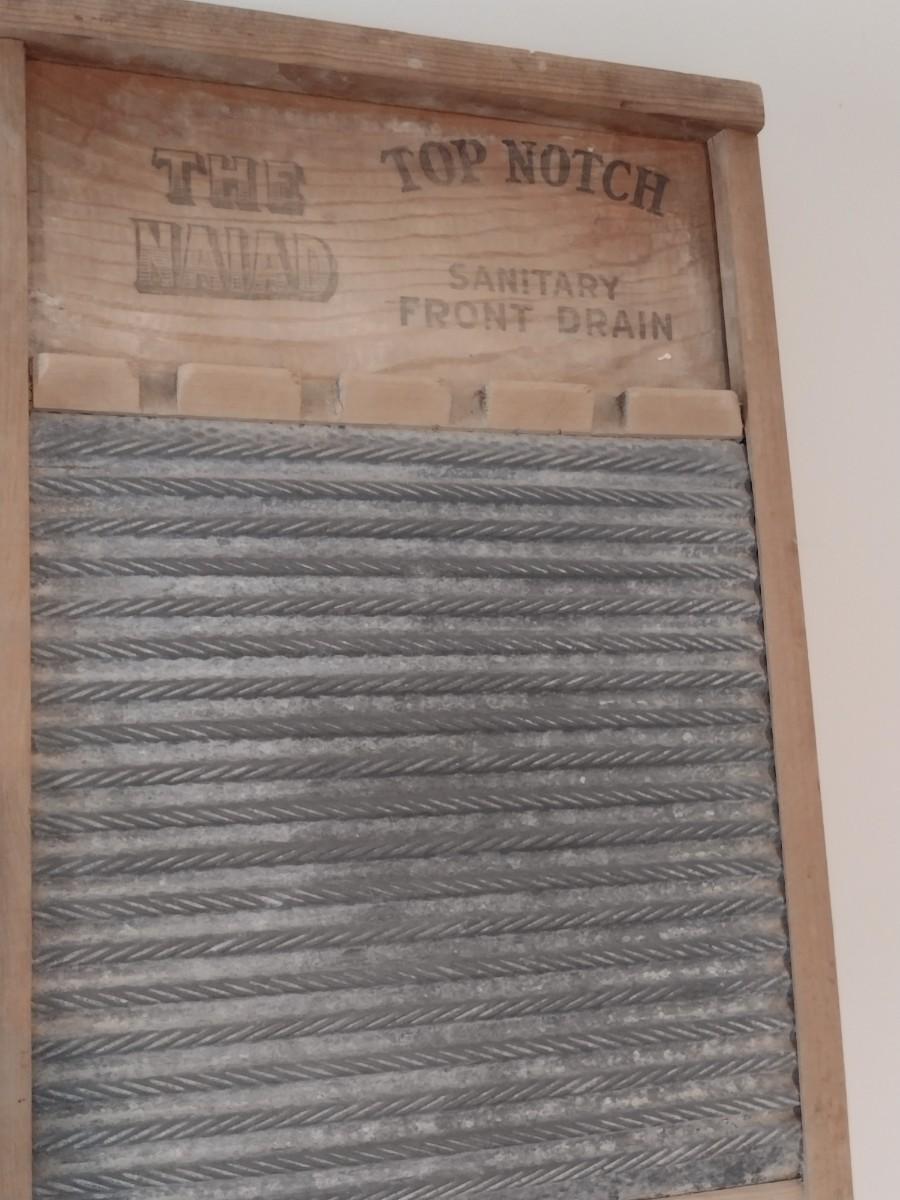 THE
NAIAD
TOP NOTCH
SANITARY
FRONT DRAIN